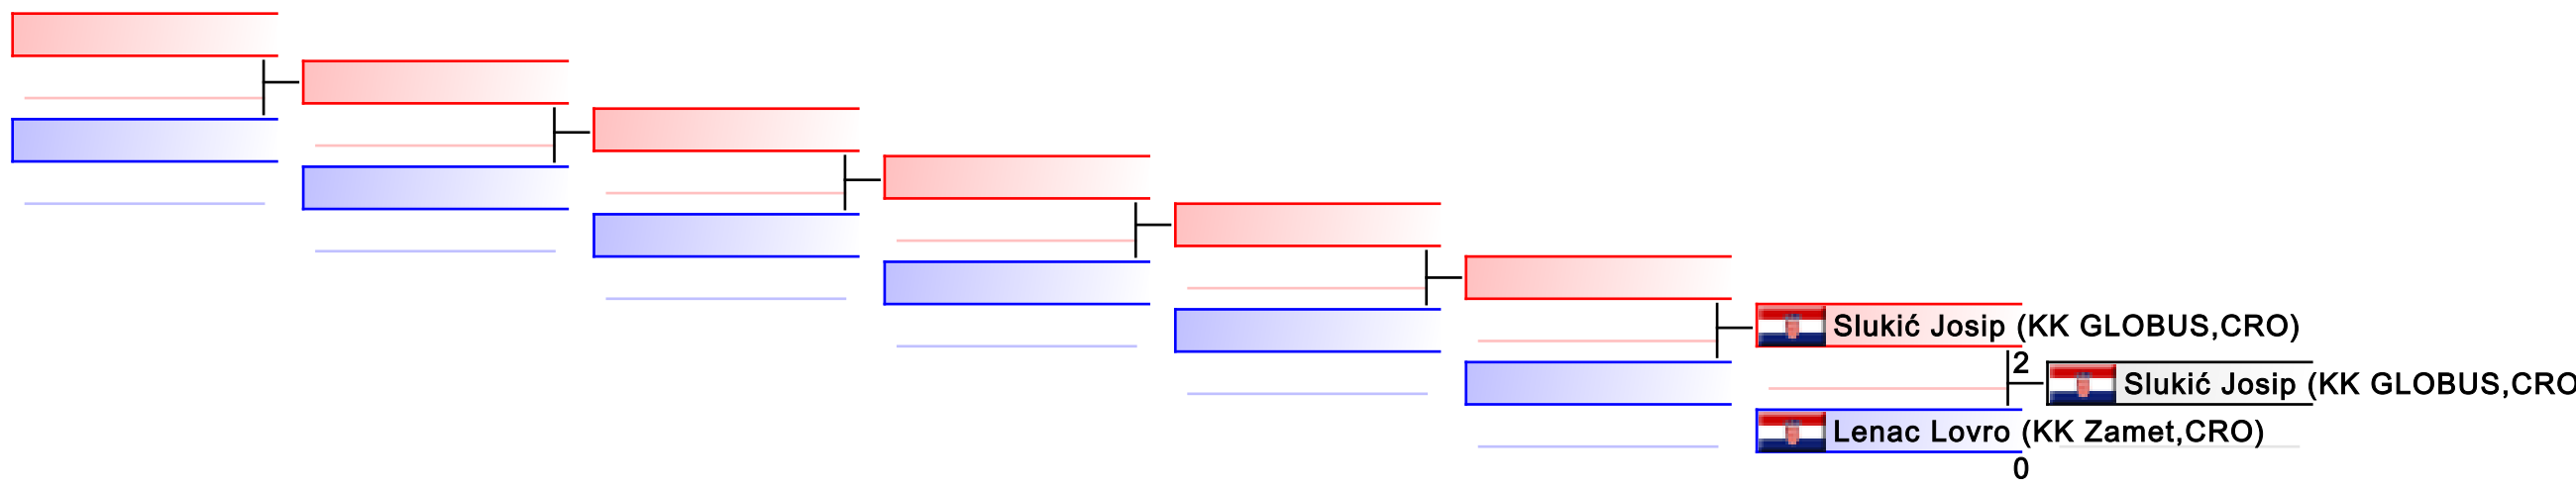 Slukić Josip (KK GLOBUS,CRO)
2
Slukić Josip (KK GLOBUS,CRO
Lenac Lovro (KK Zamet,CRO)
0